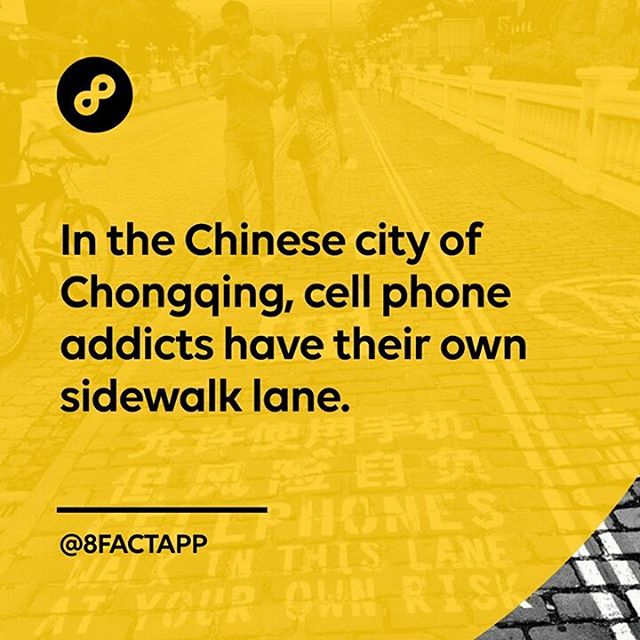 In the Chinese city of
Chongqing, cell phone
addicts have their own
sidewalk lane.
允许使用手机
但风险自负
CELLPHONES
WALK IN THIS LANE
AT YOUR OWN RISK
@8FACTAPP